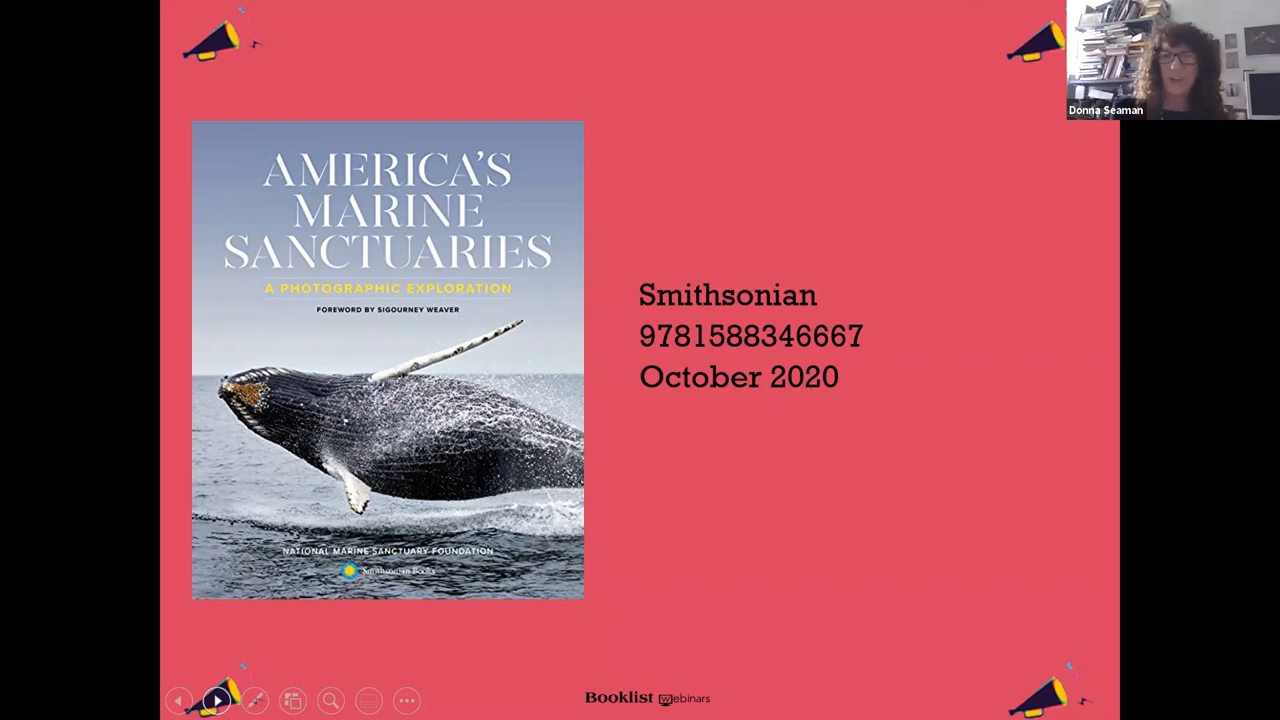 Donna Seaman
AMERICA'S
MARINE
SANCTUARIES
A PHOTOGRAPHIC EXPLORATION
FOREWORD BY SIGOURNEY WEAVER
NATIONAL MARINE SANCTUARY FOUNDATION
Smithsonian Books
Smithsonian
9781588346667
October 2020
Booklist Webinars